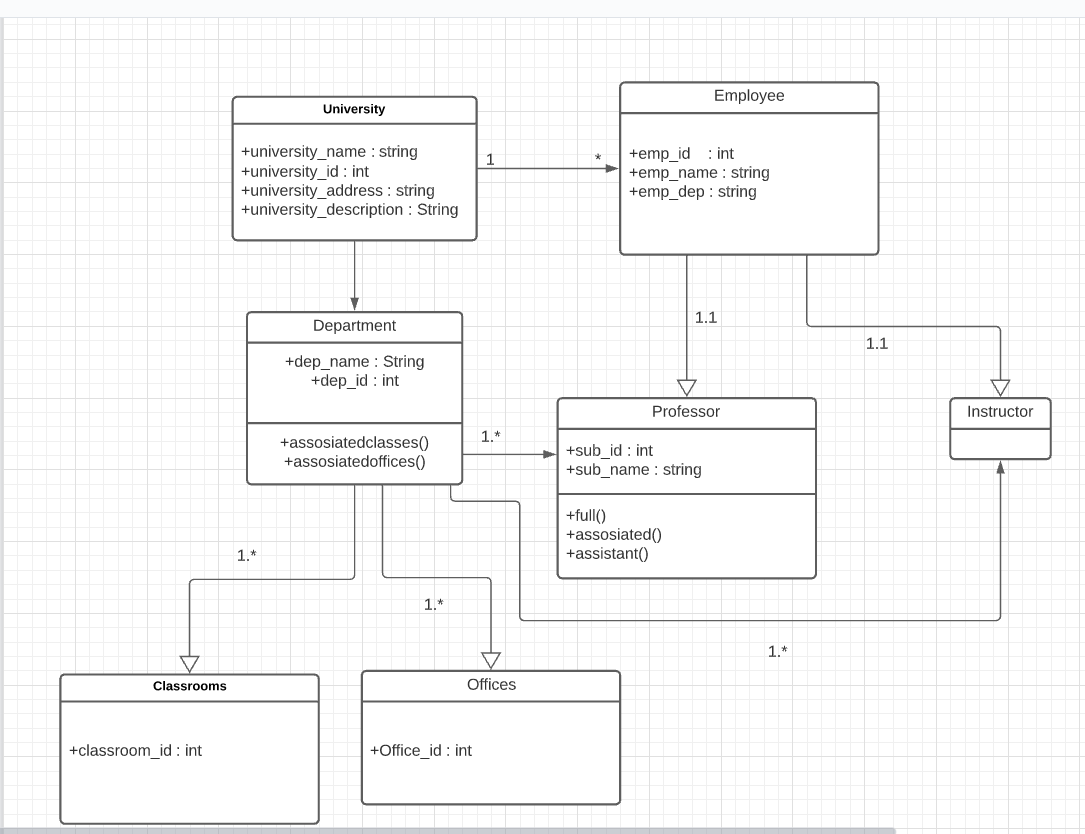 University
+university_name : string
+university_id : int
+university_address : string
+university_description : String
1
*
Employee
+emp_id : int
+emp_name : string
+emp_dep : string
Department
+dep_name : String
+dep_id : int
+assosiatedclasses()
+assosiatedoffices()
1.1
1.1
1.*
Professor
+sub_id : int
+sub_name : string
+full()
+assosiated()
+assistant()
Instructor
1.*
1.*
1.*
Classrooms
+classroom_id : int
Offices
+Office_id : int